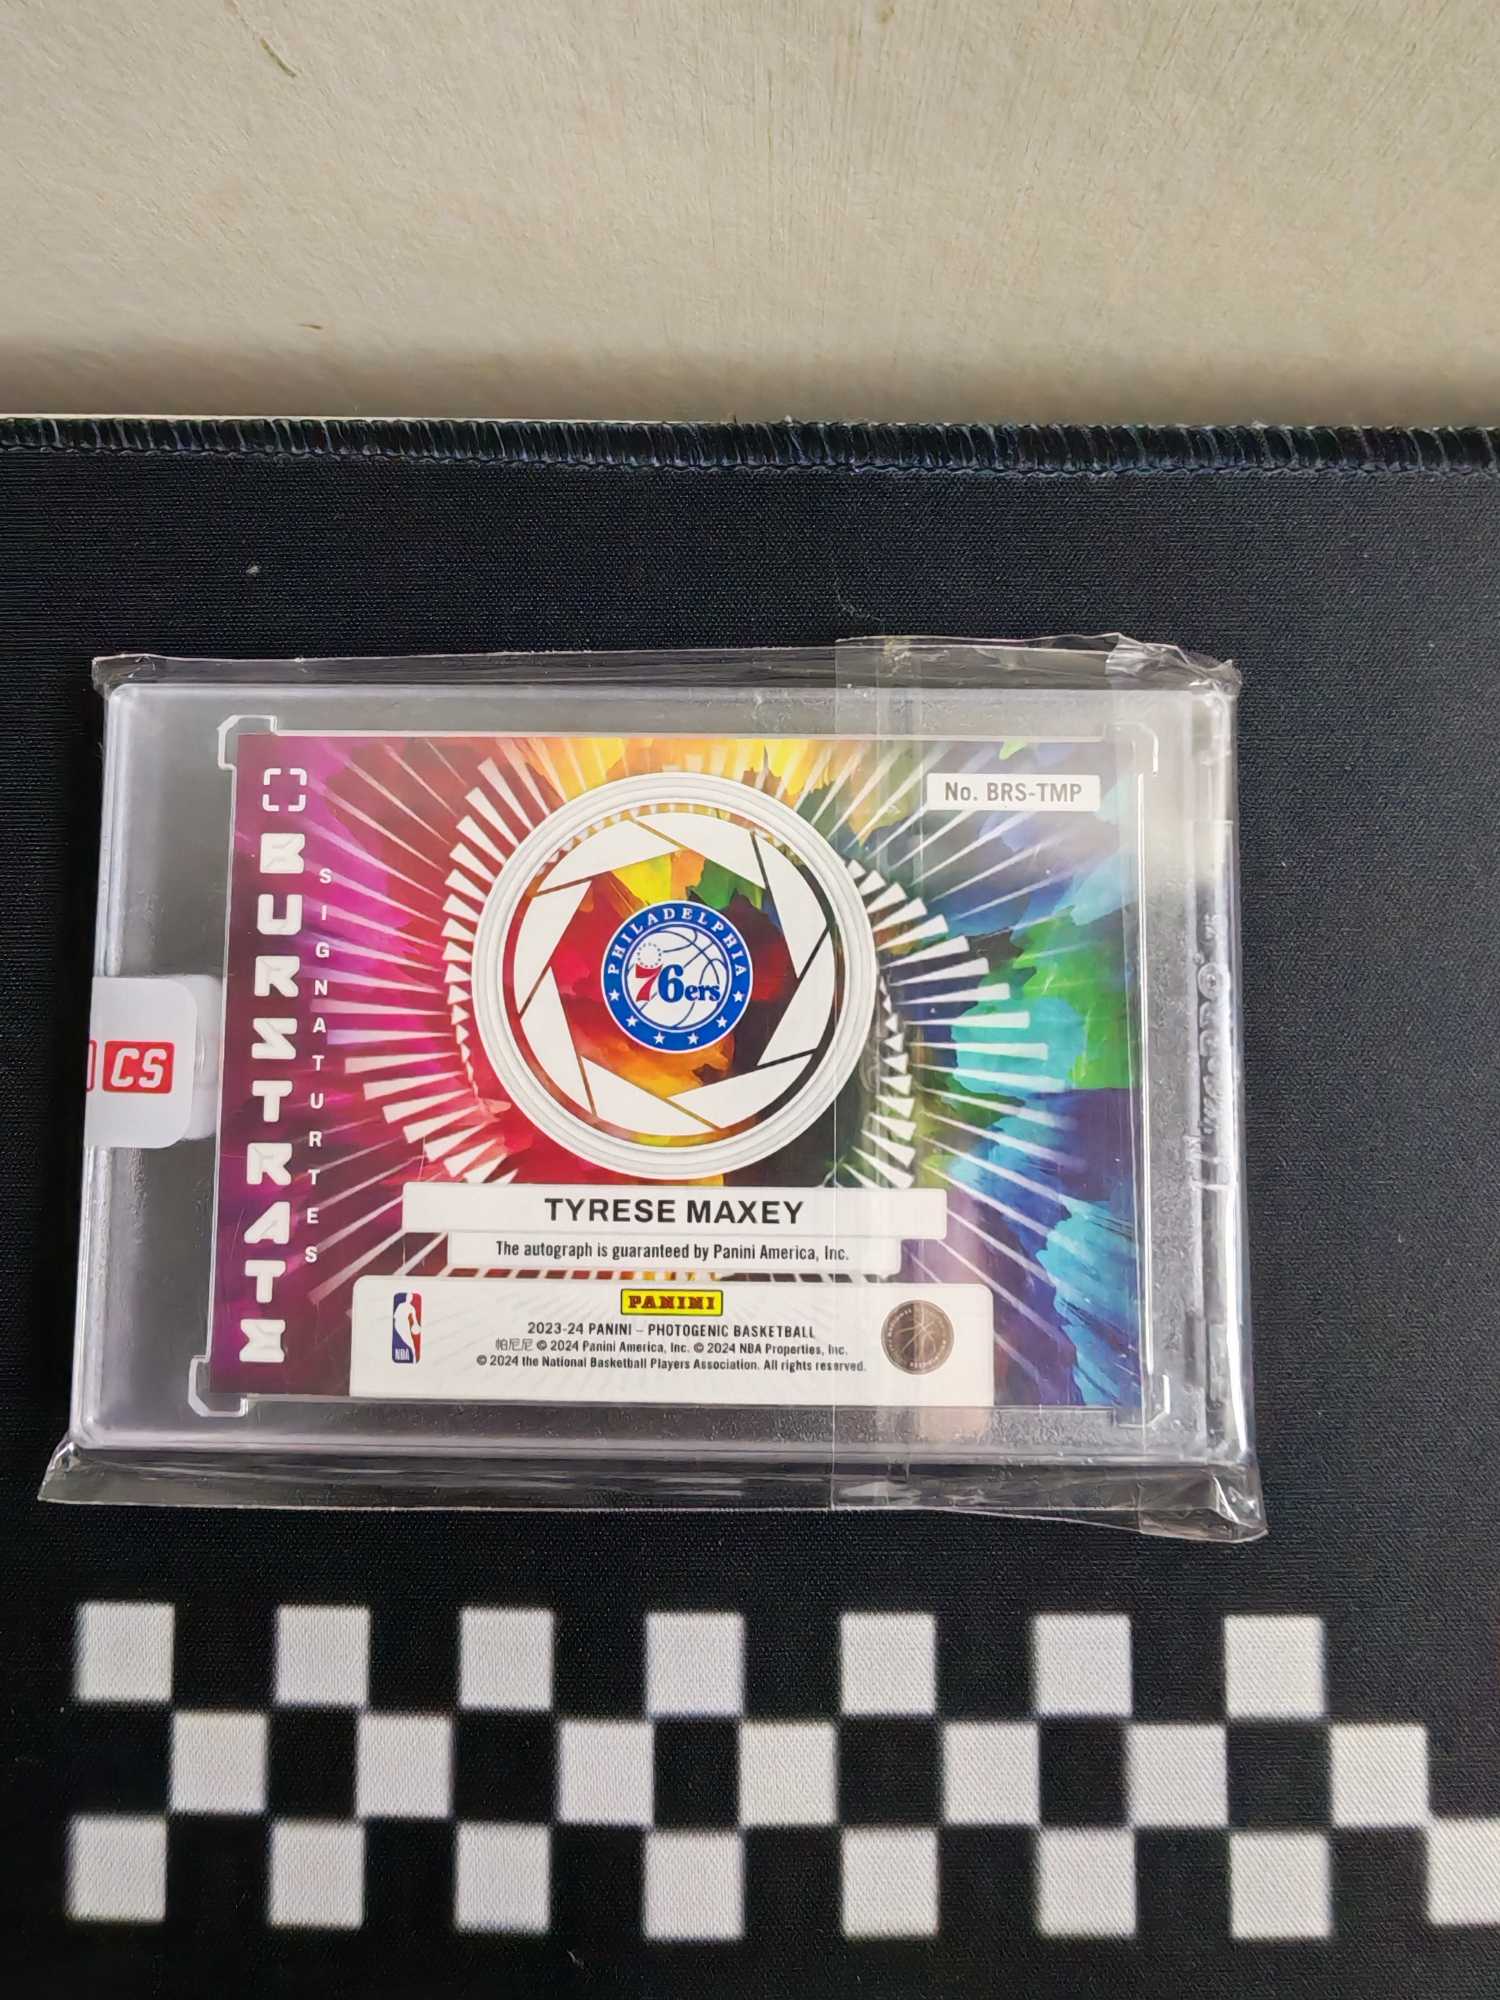 No. BRS-TMP
BURSTRATE
SIGNATURES
PHILADELPHIA
76ers
CS
TYRESE MAXEY
The autograph is guaranteed by Panini America, Inc.
PANINI
NBA
2023-24 PANINI – PHOTOGENIC BASKETBALL
帕尼尼 © 2024 Panini America, Inc. © 2024 NBA Properties, Inc.
© 2024 the National Basketball Players Association. All rights reserved.